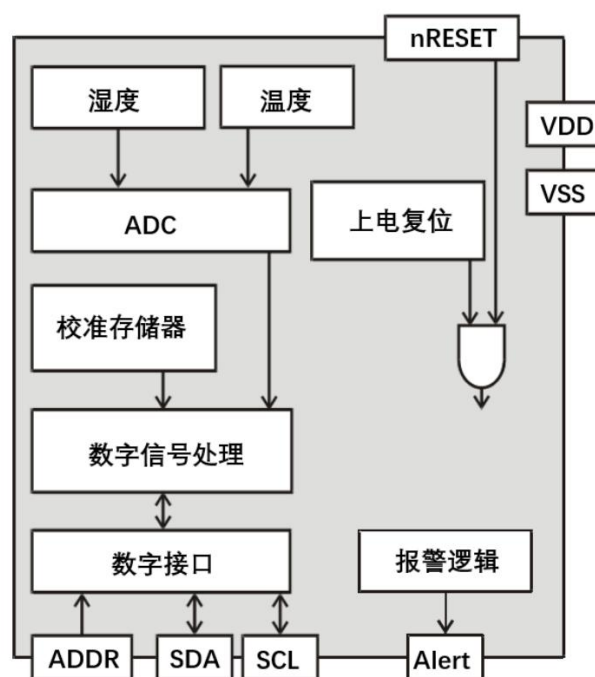 nRESET
湿度
温度
VDD
VSS
ADC
上电复位
校准存储器
数字信号处理
数字接口
报警逻辑
ADDR
SDA
SCL
Alert